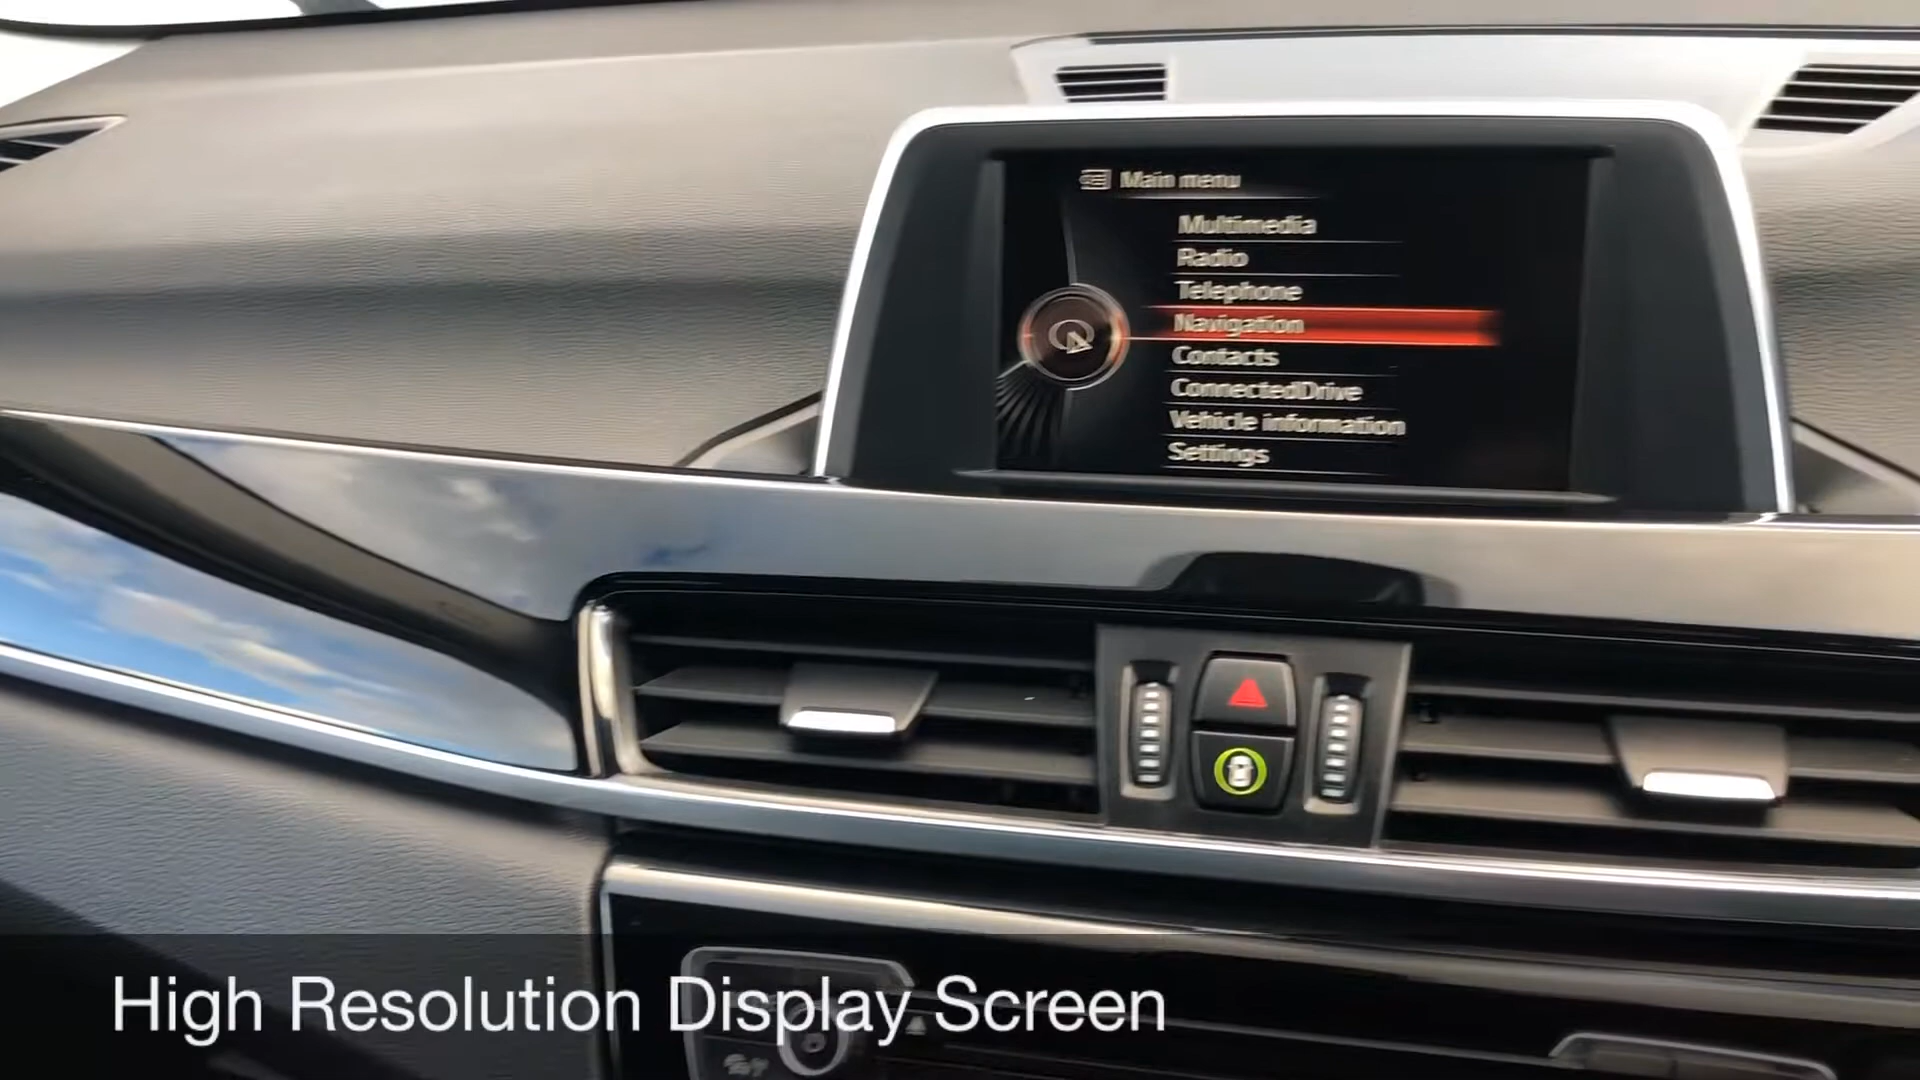 Main menu
Multimedia
Radio
Telephone
Navigation
Contacts
ConnectedDrive
Vehicle information
Settings
High Resolution Display Screen